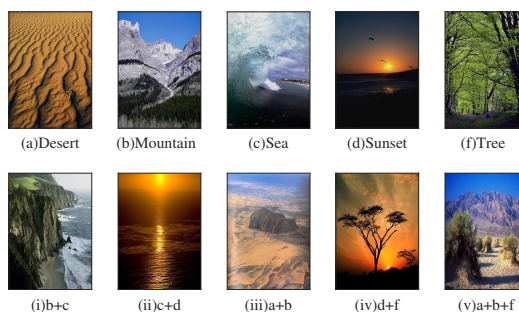 (a)Desert (b)Mountain (c)Sea (d)Sunset (f)Tree
(i)b+c (ii)c+d (iii)a+b (iv)d+f (v)a+b+f